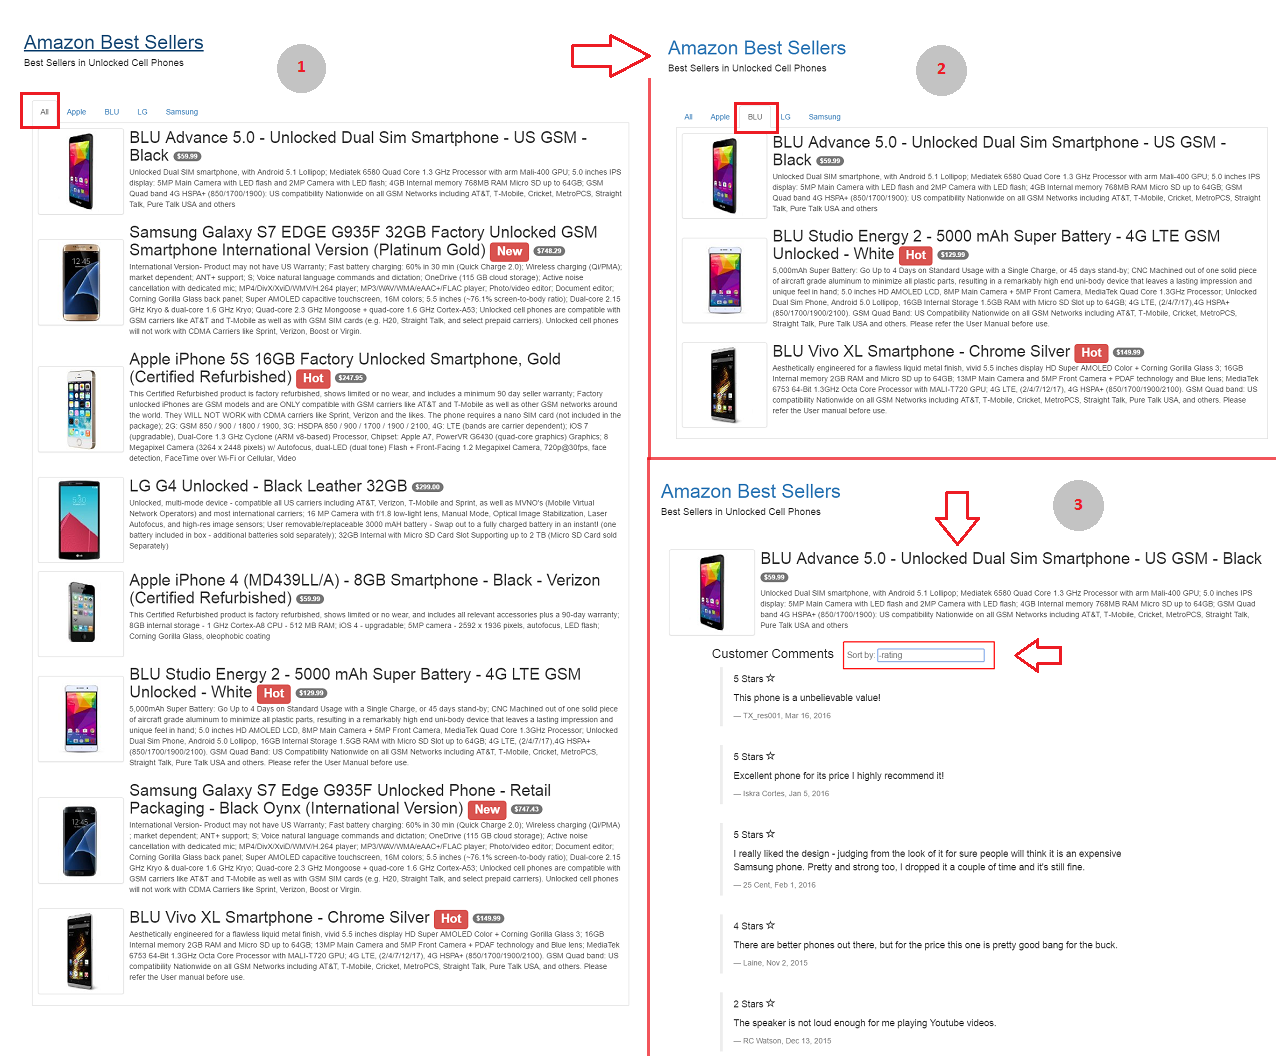 Amazon Best Sellers
Best Sellers in Unlocked Cell Phones
1
All Apple BLU LG Samsung
BLU Advance 5.0 - Unlocked Dual Sim Smartphone - US GSM -
Black $59.99
Unlocked Dual SIM smartphone, with Android 5.1 Lollipop; Mediatek 6580 Quad Core 1.3 GHz Processor with arm Mali-400 GPU; 5.0 inches IPS
display: 5MP Main Camera with LED flash and 2MP Camera with LED flash; 4GB Internal memory 768MB RAM Micro SD up to 64GB; GSM
Quad band 4G HSPA+ (850/1700/1900): US compatibility Nationwide on all GSM Networks including AT&T, T-Mobile, Cricket, MetroPCS, Straight
Talk, Pure Talk USA and others
Samsung Galaxy S7 EDGE G935F 32GB Factory Unlocked GSM
Smartphone International Version (Platinum Gold) New $748.29
International Version- Product may not have US Warranty; Fast battery charging: 60% in 30 min (Quick Charge 2.0); Wireless charging (Qi/PMA);
market dependent; ANT+ support; S; Voice natural language commands and dictation; OneDrive (115 GB cloud storage); Active noise
cancellation with dedicated mic; MP4/DivX/XviD/WMV/H.264 player; MP3/WAV/WMA/eAAC+/FLAC player; Photo/video editor; Document editor;
Corning Gorilla Glass back panel; Super AMOLED capacitive touchscreen, 16M colors; 5.5 inches (~76.1% screen-to-body ratio); Dual-core 2.15
GHz Kryo & dual-core 1.6 GHz Kryo; Quad-core 2.3 GHz Mongoose + quad-core 1.6 GHz Cortex-A53; Unlocked cell phones are compatible with
GSM carriers like AT&T and T-Mobile as well as with GSM SIM cards (e.g. H20, Straight Talk, and select prepaid carriers). Unlocked cell phones
will not work with CDMA Carriers like Sprint, Verizon, Boost or Virgin.
Apple iPhone 5S 16GB Factory Unlocked Smartphone, Gold
(Certified Refurbished) Hot $247.95
This Certified Refurbished product is factory refurbished, shows limited or no wear, and includes a minimum 90 day seller warranty; Factory
unlocked iPhones are GSM models and are ONLY compatible with GSM carriers like AT&T and T-Mobile as well as other GSM networks around
the world. They WILL NOT WORK with CDMA carriers like Sprint, Verizon and the likes. The phone requires a nano SIM card (not included in the
package); 2G: GSM 850 / 900 / 1800 / 1900, 3G: HSDPA 850 / 900 / 1700 / 1900 / 2100, 4G: LTE (bands are carrier dependent); iOS 7
(upgradable), Dual-Core 1.3 GHz Cyclone (ARM v8-based) Processor, Chipset: Apple A7, PowerVR G6430 (quad-core graphics) Graphics; 8
Megapixel Camera (3264 x 2448 pixels) w/ Autofocus, dual-LED (dual tone) Flash + Front-Facing 1.2 Megapixel Camera, 720p@30fps, face
detection, FaceTime over Wi-Fi or Cellular, Video
LG G4 Unlocked - Black Leather 32GB $299.00
Unlocked, multi-mode device - compatible all US carriers including AT&T, Verizon, T-Mobile and Sprint, as well as MVNO's (Mobile Virtual
Network Operators) and most international carriers; 16 MP Camera with f/1.8 low-light lens, Manual Mode, Optical Image Stabilization, Laser
Autofocus, and high-res image sensors; User removable/replaceable 3000 mAH battery - Swap out to a fully charged battery in an instant! (one
battery included in box - additional batteries sold separately); 32GB Internal with Micro SD Card Slot Supporting up to 2 TB (Micro SD Card sold
Separately)
Apple iPhone 4 (MD439LL/A) - 8GB Smartphone - Black - Verizon
(Certified Refurbished) $59.99
This Certified Refurbished product is factory refurbished, shows limited or no wear, and includes all relevant accessories plus a 90-day warranty;
8GB internal storage - 1 GHz Cortex-A8 CPU - 512 MB RAM; iOS 4 - upgradable; 5MP camera - 2592 x 1936 pixels, autofocus, LED flash;
Corning Gorilla Glass, oleophobic coating
BLU Studio Energy 2 - 5000 mAh Super Battery - 4G LTE GSM
Unlocked - White Hot $129.99
5,000mAh Super Battery: Go Up to 4 Days on Standard Usage with a Single Charge, or 45 days stand-by; CNC Machined out of one solid piece
of aircraft grade aluminum to minimize all plastic parts, resulting in a remarkably high end uni-body device that leaves a lasting impression and
unique feel in hand; 5.0 inches HD AMOLED LCD, 8MP Main Camera + 5MP Front Camera, MediaTek Quad Core 1.3GHz Processor; Unlocked
Dual Sim Phone, Android 5.0 Lollipop, 16GB Internal Storage 1.5GB RAM with Micro SD Slot up to 64GB; 4G LTE, (2/4/7/17),4G HSPA+
(850/1700/1900/2100). GSM Quad Band: US Compatibility Nationwide on all GSM Networks including AT&T, T-Mobile, Cricket, MetroPCS,
Straight Talk, Pure Talk USA and others. Please refer the User Manual before use.
Samsung Galaxy S7 Edge G935F Unlocked Phone - Retail
Packaging - Black Oynx (International Version) New $747.43
International Version- Product may not have US Warranty; Fast battery charging: 60% in 30 min (Quick Charge 2.0); Wireless charging (Qi/PMA)
; market dependent; ANT+ support; S; Voice natural language commands and dictation; OneDrive (115 GB cloud storage); Active noise
cancellation with dedicated mic; MP4/DivX/XviD/WMV/H.264 player; MP3/WAV/WMA/eAAC+/FLAC player; Photo/video editor; Document editor;
Corning Gorilla Glass back panel; Super AMOLED capacitive touchscreen, 16M colors; 5.5 inches (~76.1% screen-to-body ratio); Dual-core 2.15
GHz Kryo & dual-core 1.6 GHz Kryo; Quad-core 2.3 GHz Mongoose + quad-core 1.6 GHz Cortex-A53; Unlocked cell phones are compatible with
GSM carriers like AT&T and T-Mobile as well as with GSM SIM cards (e.g. H20, Straight Talk, and select prepaid carriers). Unlocked cell phones
will not work with CDMA Carriers like Sprint, Verizon, Boost or Virgin.
BLU Vivo XL Smartphone - Chrome Silver Hot $149.99
Aesthetically engineered for a flawless liquid metal finish, vivid 5.5 inches display HD Super AMOLED Color + Corning Gorilla Glass 3; 16GB
Internal memory 2GB RAM and Micro SD up to 64GB; 13MP Main Camera and 5MP Front Camera + PDAF technology and Blue lens; MediaTek
6753 64-Bit 1.3GHz Octa Core Processor with MALI-T720 GPU; 4G LTE, (2/4/7/12/17), 4G HSPA+ (850/1700/1900/2100). GSM Quad band: US
compatibility Nationwide on all GSM Networks including AT&T, T-Mobile, Cricket, MetroPCS, Straight Talk, Pure Talk USA, and others. Please
refer the User manual before use.
Amazon Best Sellers
Best Sellers in Unlocked Cell Phones
2
All Apple BLU LG Samsung
BLU Advance 5.0 - Unlocked Dual Sim Smartphone - US GSM -
Black $59.99
Unlocked Dual SIM smartphone, with Android 5.1 Lollipop; Mediatek 6580 Quad Core 1.3 GHz Processor with arm Mali-400 GPU; 5.0 inches IPS
display: 5MP Main Camera with LED flash and 2MP Camera with LED flash; 4GB Internal memory 768MB RAM Micro SD up to 64GB; GSM
Quad band 4G HSPA+ (850/1700/1900): US compatibility Nationwide on all GSM Networks including AT&T, T-Mobile, Cricket, MetroPCS, Straight
Talk, Pure Talk USA and others
BLU Studio Energy 2 - 5000 mAh Super Battery - 4G LTE GSM
Unlocked - White Hot $129.99
5,000mAh Super Battery: Go Up to 4 Days on Standard Usage with a Single Charge, or 45 days stand-by; CNC Machined out of one solid piece
of aircraft grade aluminum to minimize all plastic parts, resulting in a remarkably high end uni-body device that leaves a lasting impression and
unique feel in hand; 5.0 inches HD AMOLED LCD, 8MP Main Camera + 5MP Front Camera, MediaTek Quad Core 1.3GHz Processor; Unlocked
Dual Sim Phone, Android 5.0 Lollipop, 16GB Internal Storage 1.5GB RAM with Micro SD Slot up to 64GB; 4G LTE, (2/4/7/17),4G HSPA+
(850/1700/1900/2100). GSM Quad Band: US Compatibility Nationwide on all GSM Networks including AT&T, T-Mobile, Cricket, MetroPCS,
Straight Talk, Pure Talk USA and others. Please refer the User Manual before use.
BLU Vivo XL Smartphone - Chrome Silver Hot $149.99
Aesthetically engineered for a flawless liquid metal finish, vivid 5.5 inches display HD Super AMOLED Color + Corning Gorilla Glass 3; 16GB
Internal memory 2GB RAM and Micro SD up to 64GB; 13MP Main Camera and 5MP Front Camera + PDAF technology and Blue lens; MediaTek
6753 64-Bit 1.3GHz Octa Core Processor with MALI-T720 GPU; 4G LTE, (2/4/7/12/17), 4G HSPA+ (850/1700/1900/2100). GSM Quad band: US
compatibility Nationwide on all GSM Networks including AT&T, T-Mobile, Cricket, MetroPCS, Straight Talk, Pure Talk USA, and others. Please
refer the User manual before use.
Amazon Best Sellers
Best Sellers in Unlocked Cell Phones
3
BLU Advance 5.0 - Unlocked Dual Sim Smartphone - US GSM - Black
$59.99
Unlocked Dual SIM smartphone, with Android 5.1 Lollipop; Mediatek 6580 Quad Core 1.3 GHz Processor with arm Mali-400 GPU; 5.0 inches IPS
display: 5MP Main Camera with LED flash and 2MP Camera with LED flash; 4GB Internal memory 768MB RAM Micro SD up to 64GB; GSM Quad
band 4G HSPA+ (850/1700/1900): US compatibility Nationwide on all GSM Networks including AT&T, T-Mobile, Cricket, MetroPCS, Straight Talk,
Pure Talk USA and others
Customer Comments Sort by: -rating
5 Stars ☆
This phone is a unbelievable value!
— TX_res001, Mar 16, 2016
5 Stars ☆
Excellent phone for its price I highly recommend it!
— Iskra Cortes, Jan 5, 2016
5 Stars ☆
I really liked the design - judging from the look of it for sure people will think it is an expensive
Samsung phone. Pretty and strong too, I dropped it a couple of time and it's still fine.
— 25 Cent, Feb 1, 2016
4 Stars ☆
There are better phones out there, but for the price this one is pretty good bang for the buck.
— Laine, Nov 2, 2015
2 Stars ☆
The speaker is not loud enough for me playing Youtube videos.
— RC Watson, Dec 13, 2015